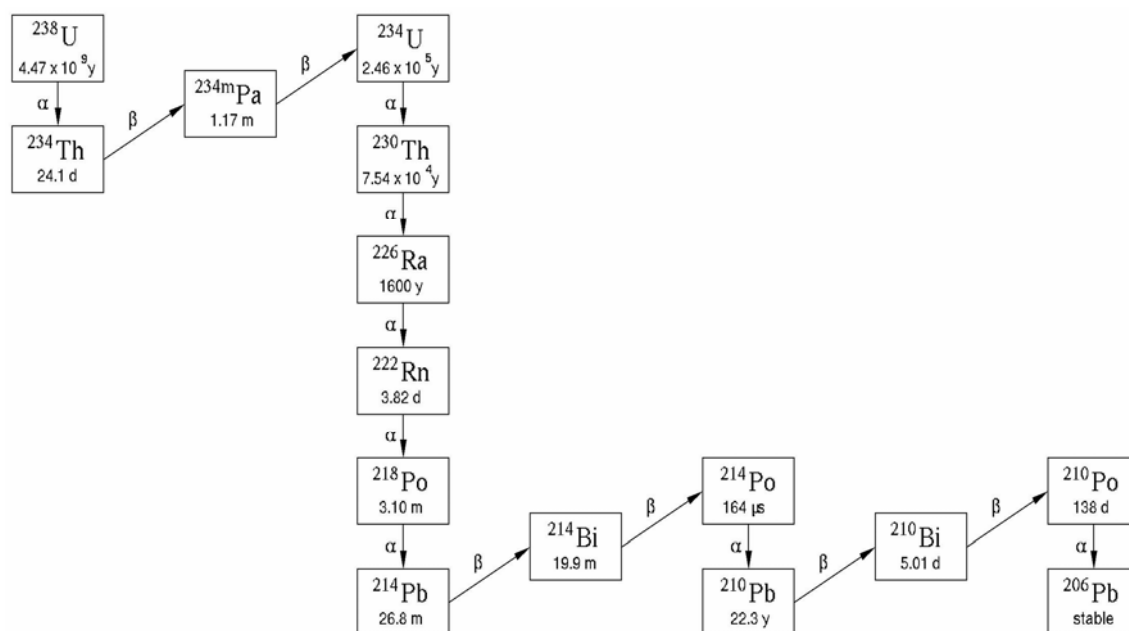 238U
4.47 x 10 9y
α
234Th
24.1 d
β
234mPa
1.17 m
β
234U
2.46 x 10 5y
α
230Th
7.54 x 10 4y
α
226Ra
1600 y
α
222Rn
3.82 d
α
218Po
3.10 m
α
214Pb
26.8 m
β
214Bi
19.9 m
β
214Po
164 µs
α
210Pb
22.3 y
β
210Bi
5.01 d
β
210Po
138 d
α
206Pb
stable